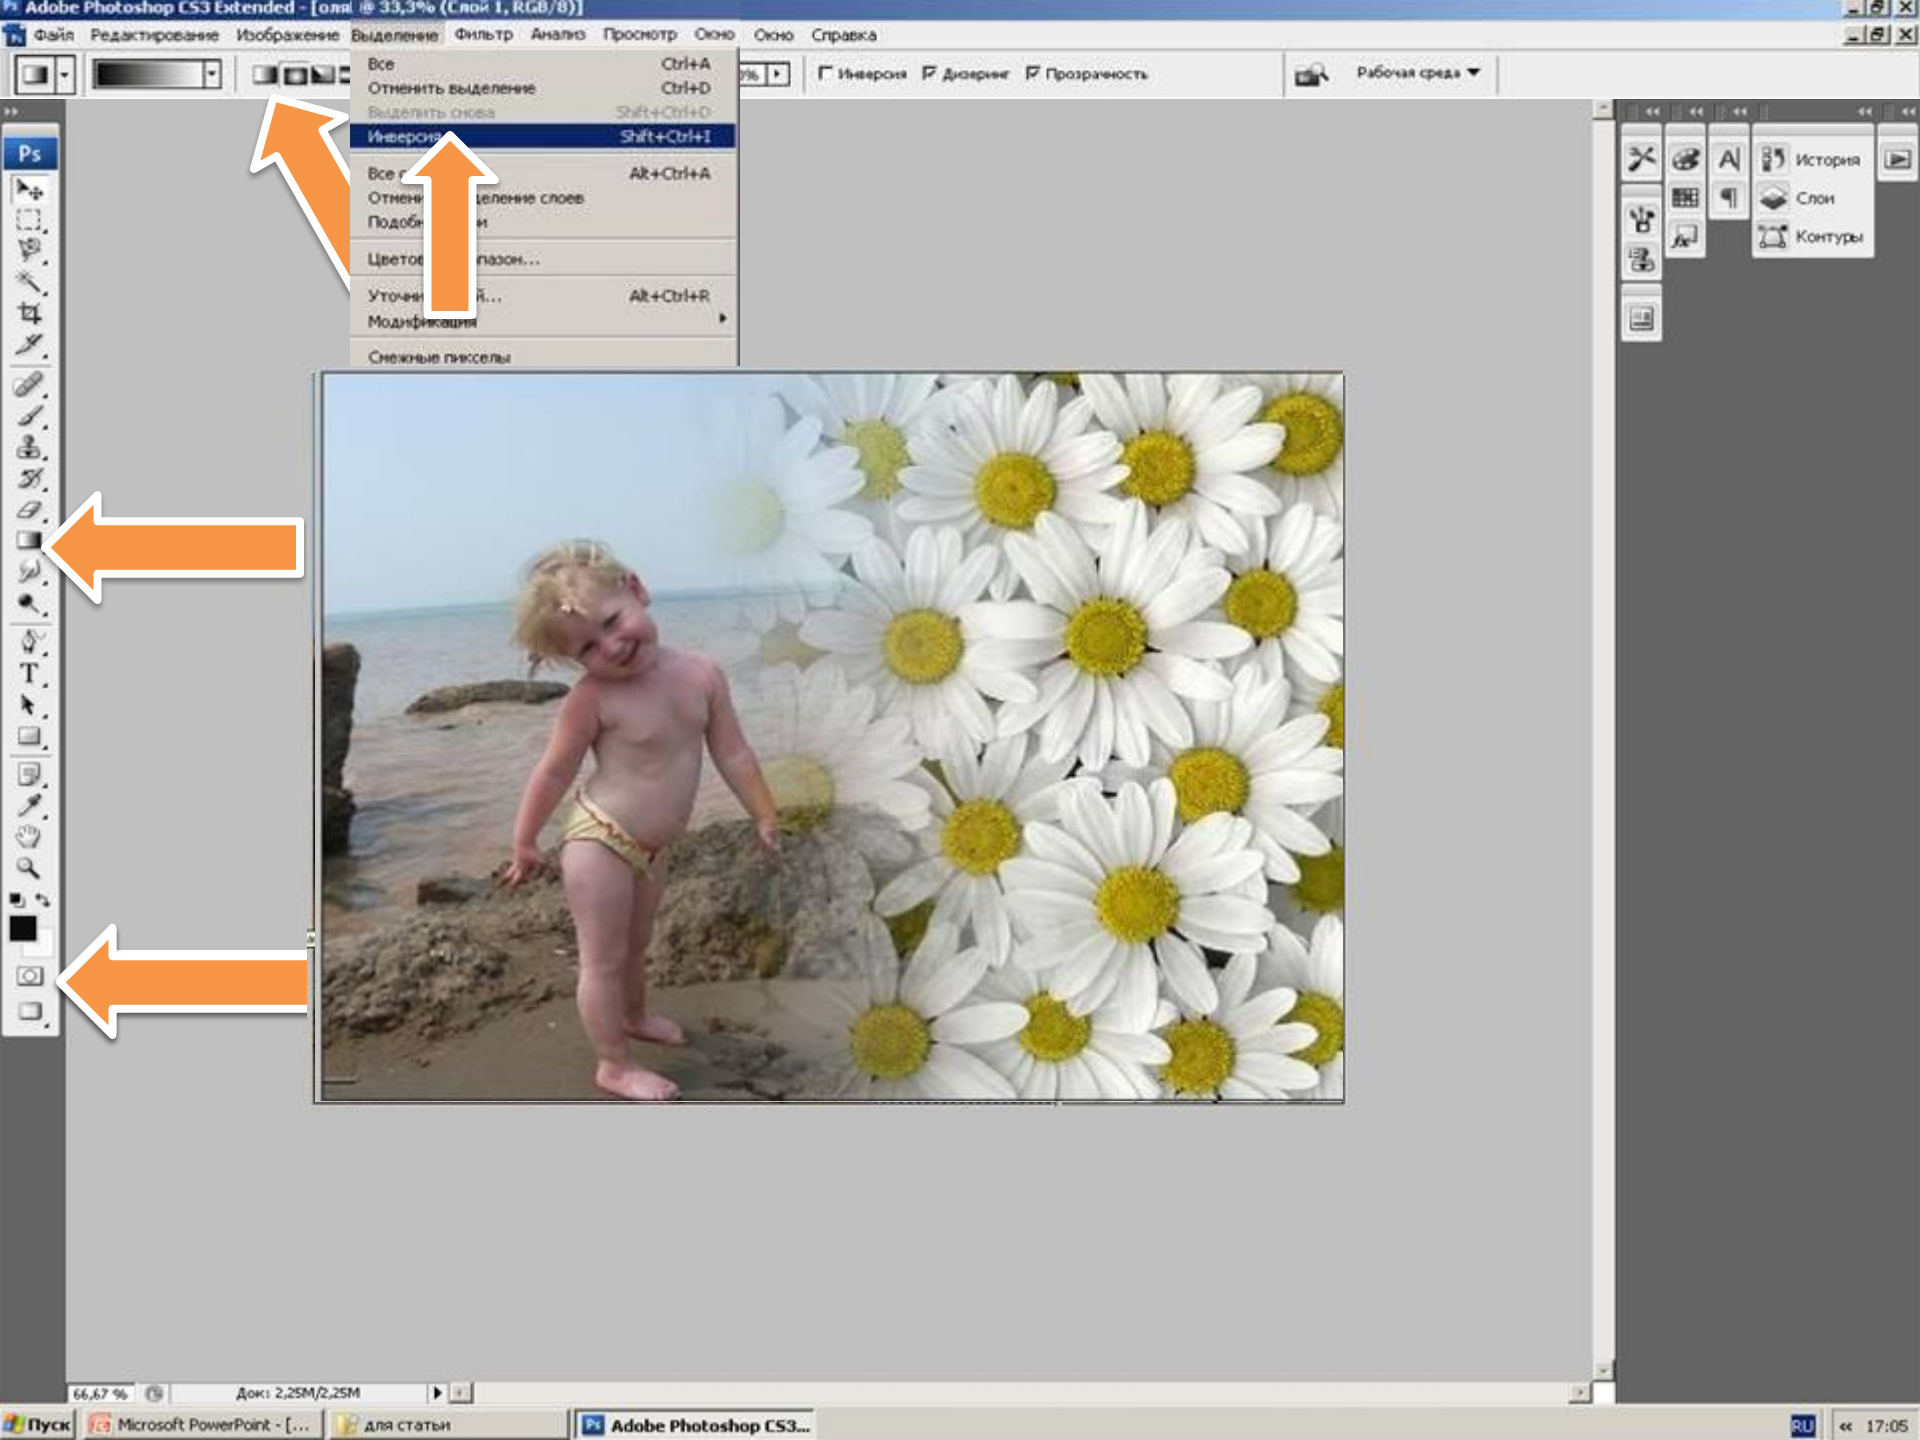 Adobe Photoshop CS3 Extended - [оля @ 33,3% (Слой 1, RGB/8)]
Файл Редактирование Изображение Выделение Фильтр Анализ Просмотр Окно Окно Справка
% Инверсия Дизеринг Прозрачность Рабочая среда
Все Ctrl+A
Отменить выделение Ctrl+D
Выделить снова Shift+Ctrl+D
Инверсия Shift+Ctrl+I
Все Alt+Ctrl+A
слоев
Alt+Ctrl+R
Модификация
Смежные пикселы
Ps
A История
Слои
fx Контуры
T
66,67 % Док: 2,25M/2,25M
Пуск Microsoft PowerPoint - [... для статьи Ps Adobe Photoshop CS3... RU « 17:05